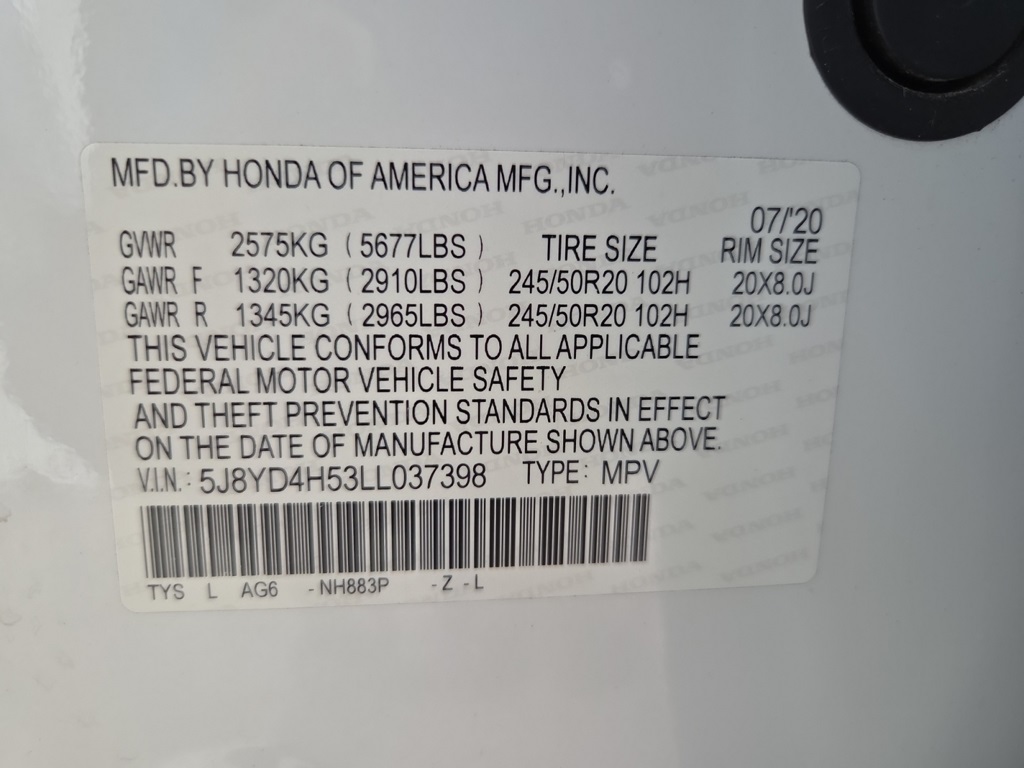 MFD.BY HONDA OF AMERICA MFG.,INC.
07/'20
GVWR 2575KG ( 5677LBS ) TIRE SIZE RIM SIZE
GAWR F 1320KG ( 2910LBS ) 245/50R20 102H 20X8.0J
GAWR R 1345KG ( 2965LBS ) 245/50R20 102H 20X8.0J
THIS VEHICLE CONFORMS TO ALL APPLICABLE
FEDERAL MOTOR VEHICLE SAFETY
AND THEFT PREVENTION STANDARDS IN EFFECT
ON THE DATE OF MANUFACTURE SHOWN ABOVE.
V.I.N.: 5J8YD4H53LL037398 TYPE: MPV
TYS L AG6 -NH883P -Z -L